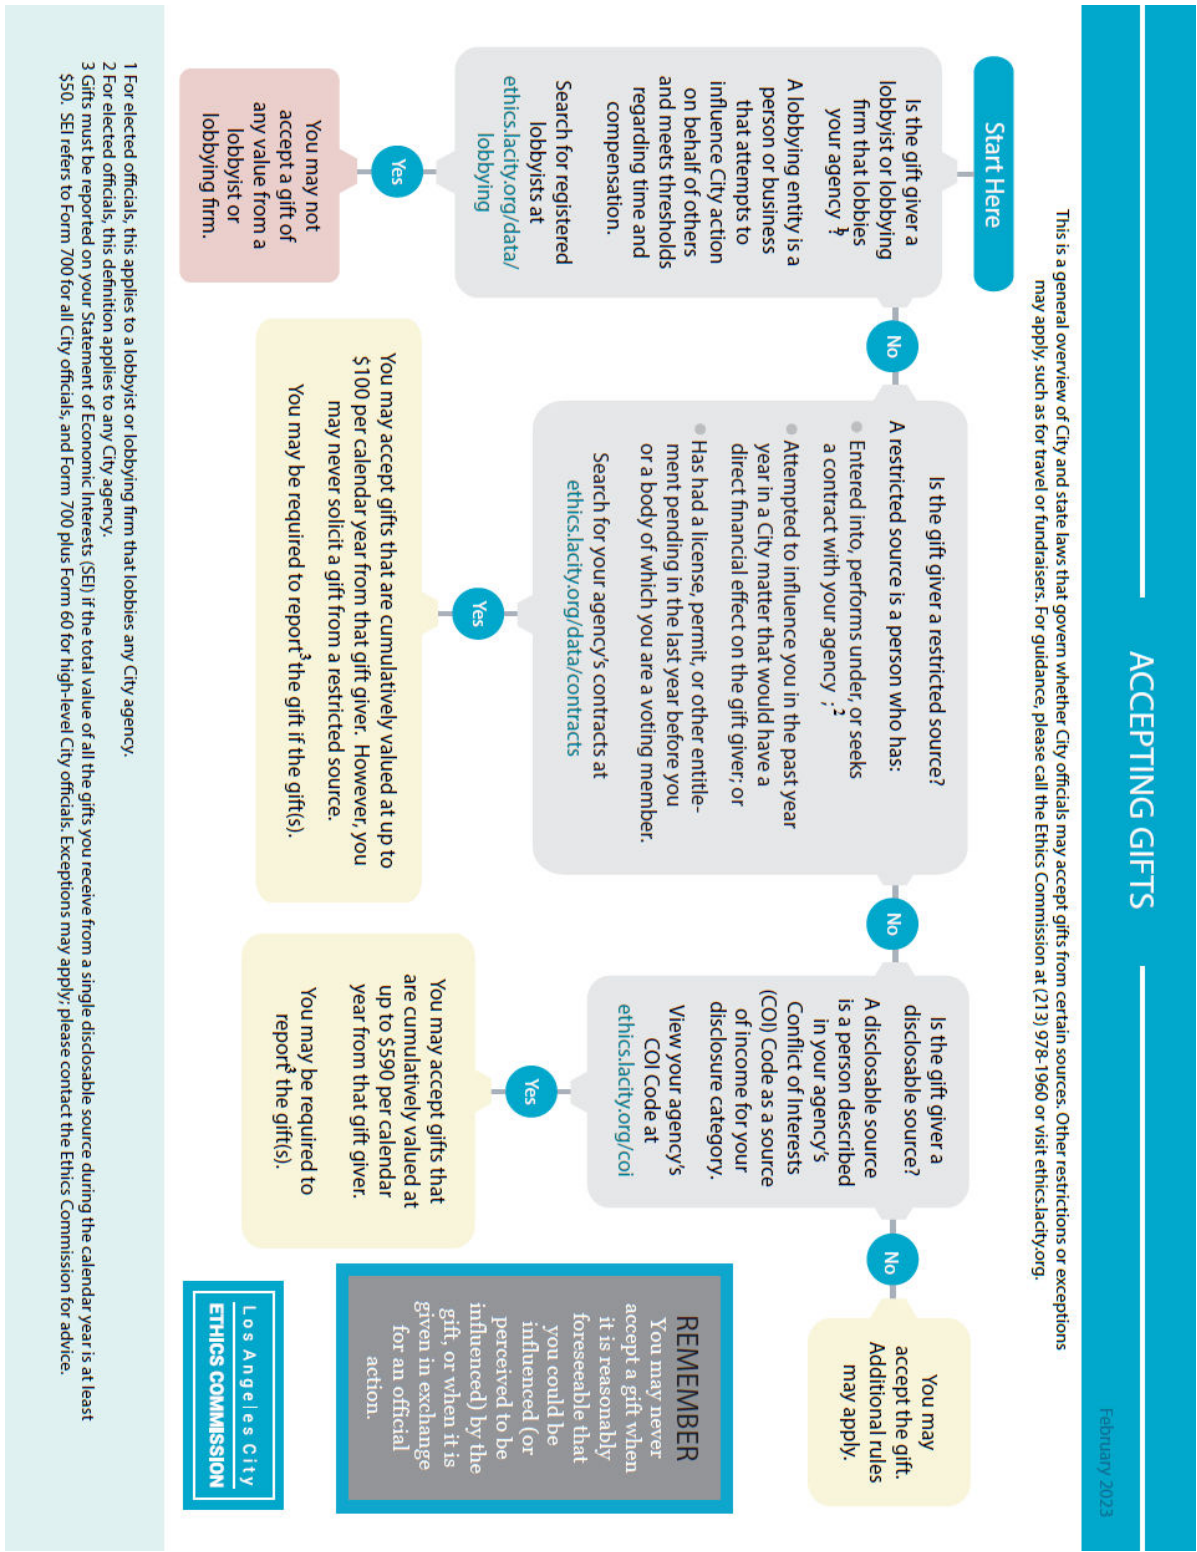 ACCEPTING GIFTS
February 2023
This is a general overview of City and state laws that govern whether City officials may accept gifts from certain sources. Other restrictions or exceptions
may apply, such as for travel or fundraisers. For guidance, please call the Ethics Commission at (213) 978-1960 or visit ethics.lacity.org.
Start Here
Is the gift giver a
lobbyist or lobbying
firm that lobbies
your agency 1?
A lobbying entity is a
person or business
that attempts to
influence City action
on behalf of others
and meets thresholds
regarding time and
compensation.
Search for registered
lobbyists at
ethics.lacity.org/data/
lobbying
Yes
You may not
accept a gift of
any value from a
lobbyist or
lobbying firm.
No
Is the gift giver a restricted source?
A restricted source is a person who has:
● Entered into, performs under, or seeks
a contract with your agency ;2
● Attempted to influence you in the past year
year in a City matter that would have a
direct financial effect on the gift giver; or
● Has had a license, permit, or other entitle-
ment pending in the last year before you
or a body of which you are a voting member.
Search for your agency's contracts at
ethics.lacity.org/data/contracts
Yes
You may accept gifts that are cumulatively valued at up to
$100 per calendar year from that gift giver. However, you
may never solicit a gift from a restricted source.
You may be required to report3 the gift if the gift(s).
No
Is the gift giver a
disclosable source?
A disclosable source
is a person described
in your agency's
Conflict of Interests
(COI) Code as a source
of income for your
disclosure category.
View your agency's
COI Code at
ethics.lacity.org/coi
Yes
You may accept gifts that
are cumulatively valued at
up to $590 per calendar
year from that gift giver.
You may be required to
report3 the gift(s).
No
You may
accept the gift.
Additional rules
may apply.
REMEMBER
You may never
accept a gift when
it is reasonably
foreseeable that
you could be
influenced (or
perceived to be
influenced) by the
gift, or when it is
given in exchange
for an official
action.
Los Angeles City
ETHICS COMMISSION
1 For elected officials, this applies to a lobbyist or lobbying firm that lobbies any City agency.
2 For elected officials, this definition applies to any City agency.
3 Gifts must be reported on your Statement of Economic Interests (SEI) if the total value of all the gifts you receive from a single disclosable source during the calendar year is at least
$50. SEI refers to Form 700 for all City officials, and Form 700 plus Form 60 for high-level City officials. Exceptions may apply; please contact the Ethics Commission for advice.